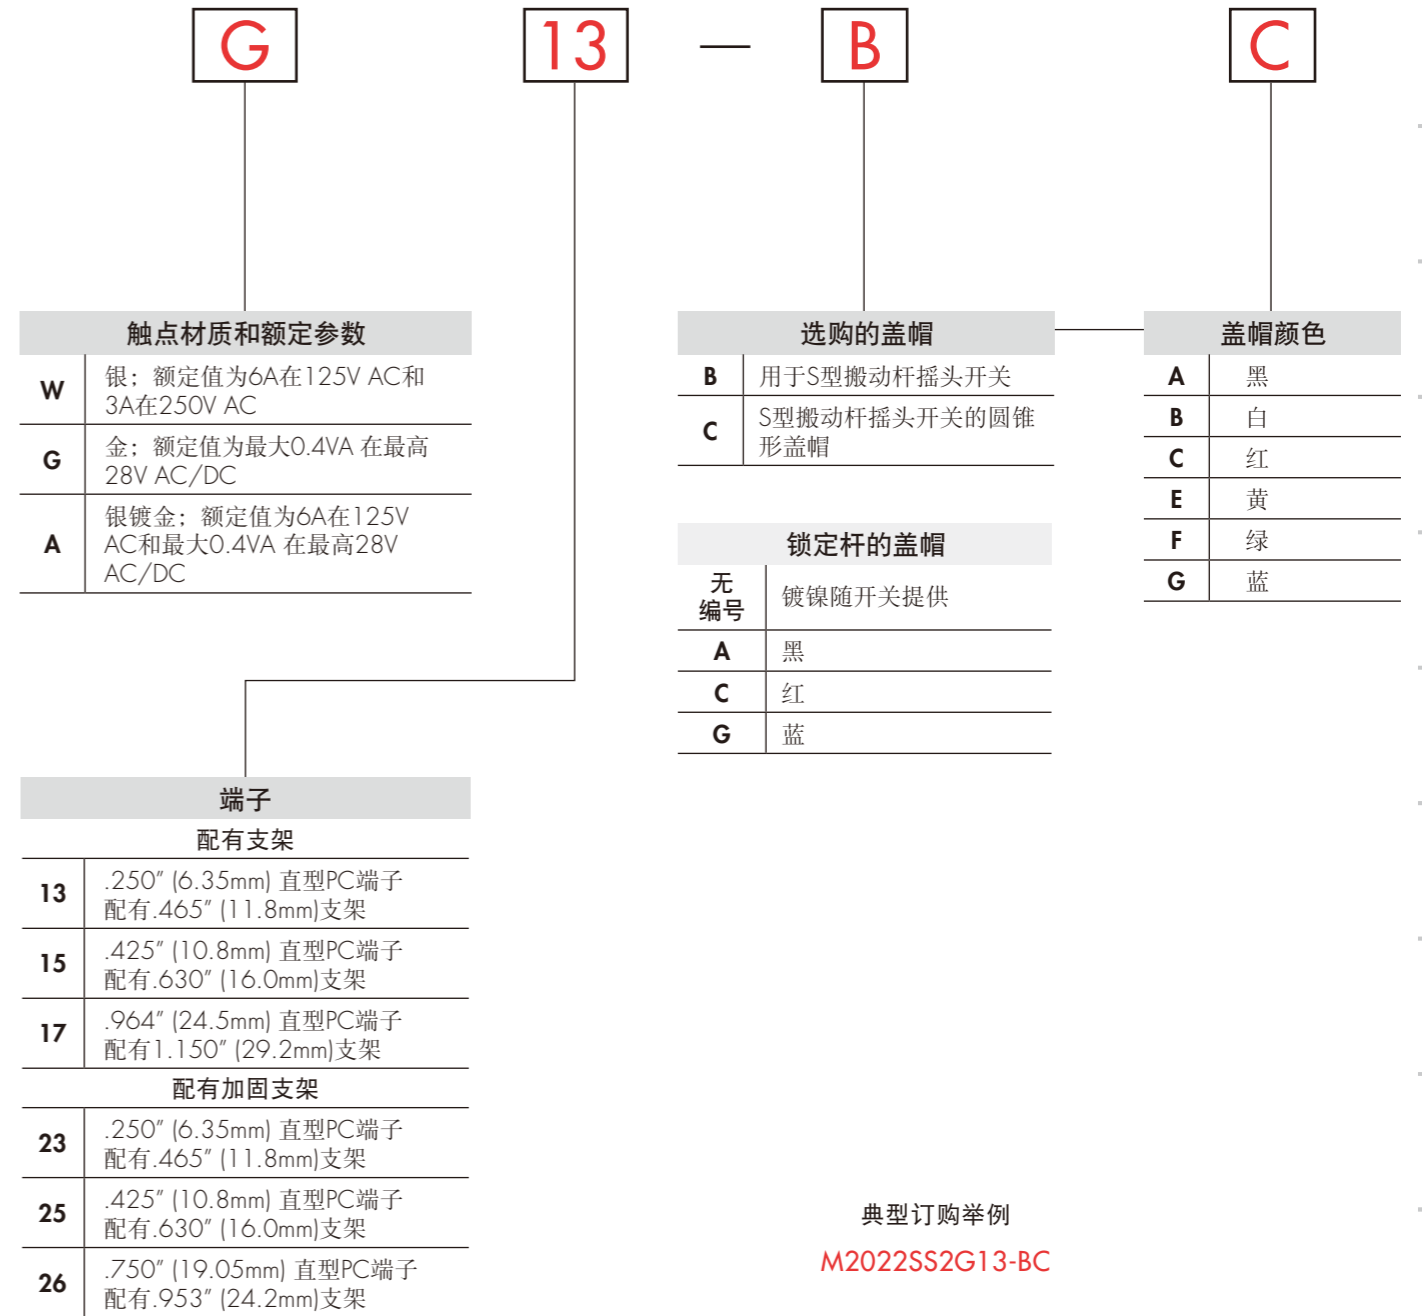 G 13 — B C
触点材质和额定参数
W 银；额定值为6A在125V AC和
3A在250V AC
G 金；额定值为最大0.4VA 在最高
28V AC/DC
A 银镀金；额定值为6A在125V
AC和最大0.4VA 在最高28V
AC/DC
选购的盖帽
B 用于S型搬动杆摇头开关
C S型搬动杆摇头开关的圆锥
形盖帽
盖帽颜色
A 黑
B 白
C 红
E 黄
F 绿
G 蓝
锁定杆的盖帽
无
编号 镀镍随开关提供
A 黑
C 红
G 蓝
端子
配有支架
13 .250" (6.35mm) 直型PC端子
配有.465" (11.8mm)支架
15 .425" (10.8mm) 直型PC端子
配有.630" (16.0mm)支架
17 .964" (24.5mm) 直型PC端子
配有1.150" (29.2mm)支架
配有加固支架
23 .250" (6.35mm) 直型PC端子
配有.465" (11.8mm)支架
25 .425" (10.8mm) 直型PC端子
配有.630" (16.0mm)支架
26 .750" (19.05mm) 直型PC端子
配有.953" (24.2mm)支架
典型订购举例
M2022SS2G13-BC